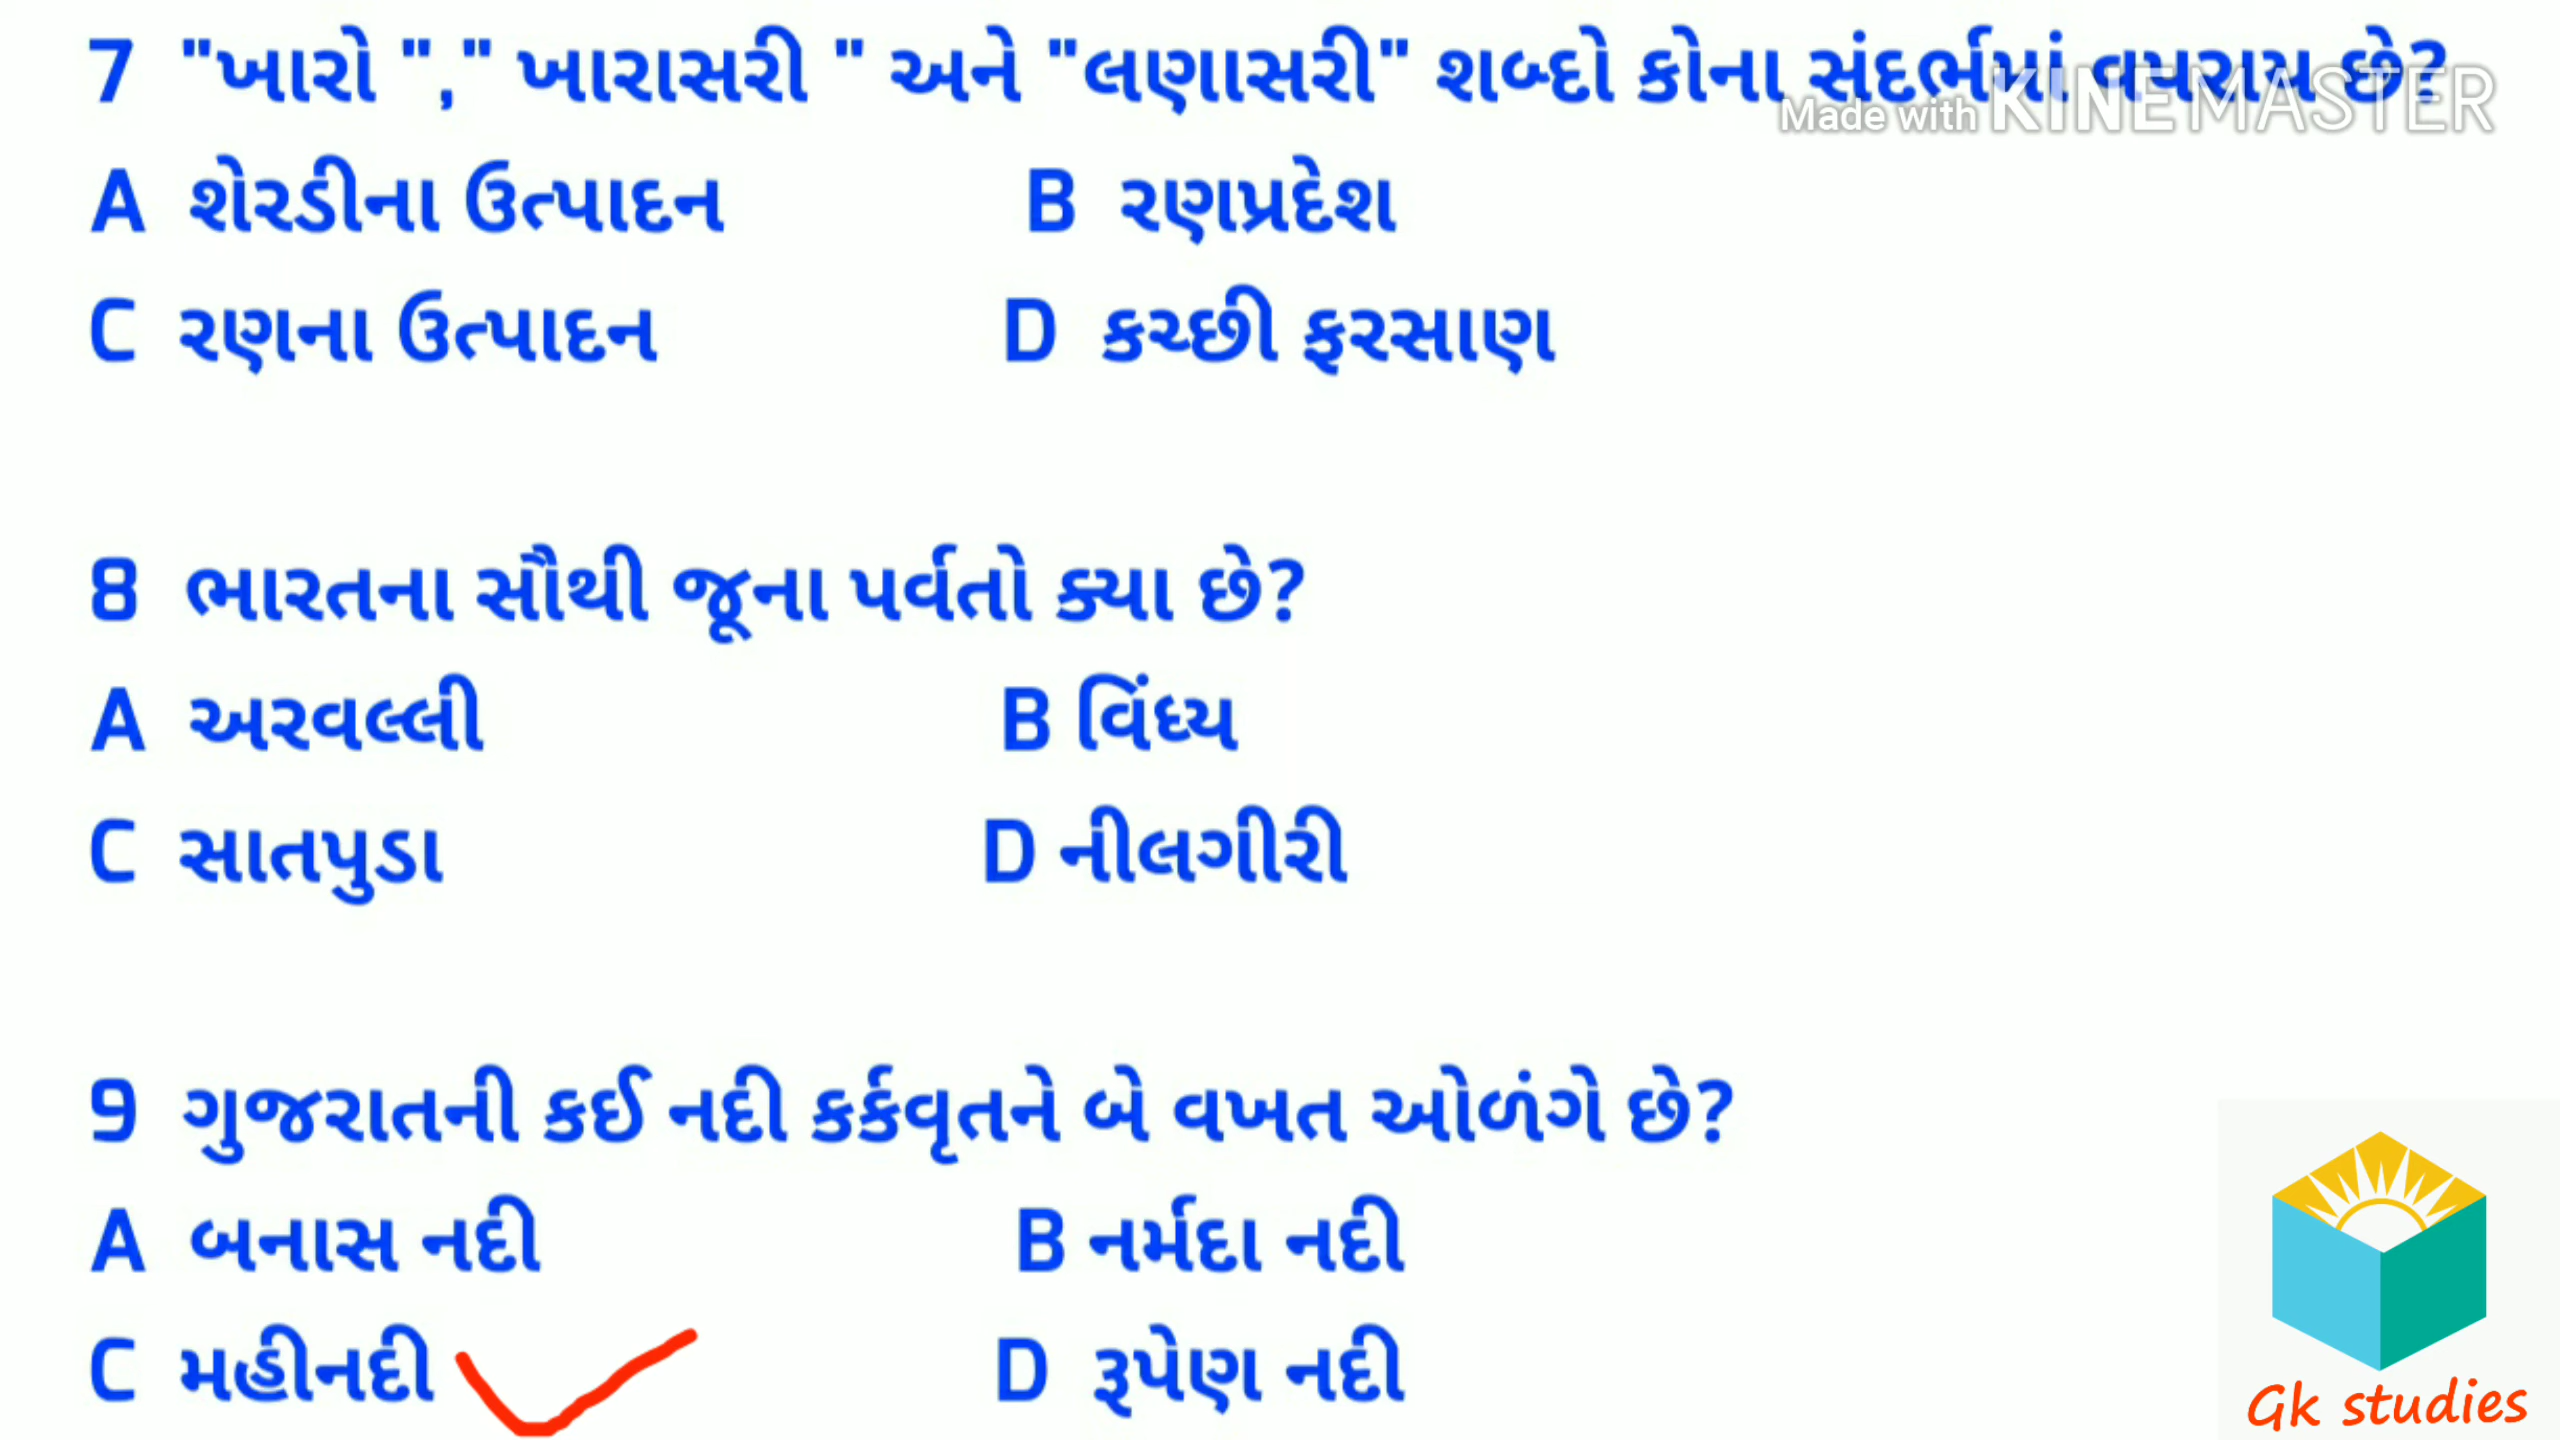 7 "ખારો "," ખારાસરી " અને "લણાસરી" શબ્દો કોના સંદર્ભમાં વપરાય છે?
Made with KINEMASTER
A શેરડીના ઉત્પાદન B રણપ્રદેશ
C રણના ઉત્પાદન D કચ્છી ફરસાણ
8 ભારતના સૌથી જૂના પર્વતો ક્યા છે?
A અરવલ્લી B વિંધ્ય
C સાતપુડા D નીલગીરી
9 ગુજરાતની કઈ નદી કર્કવૃતને બે વખત ઓળંગે છે?
A બનાસ નદી B નર્મદા નદી
C મહીનદી D રૂપેણ નદી
Gk studies